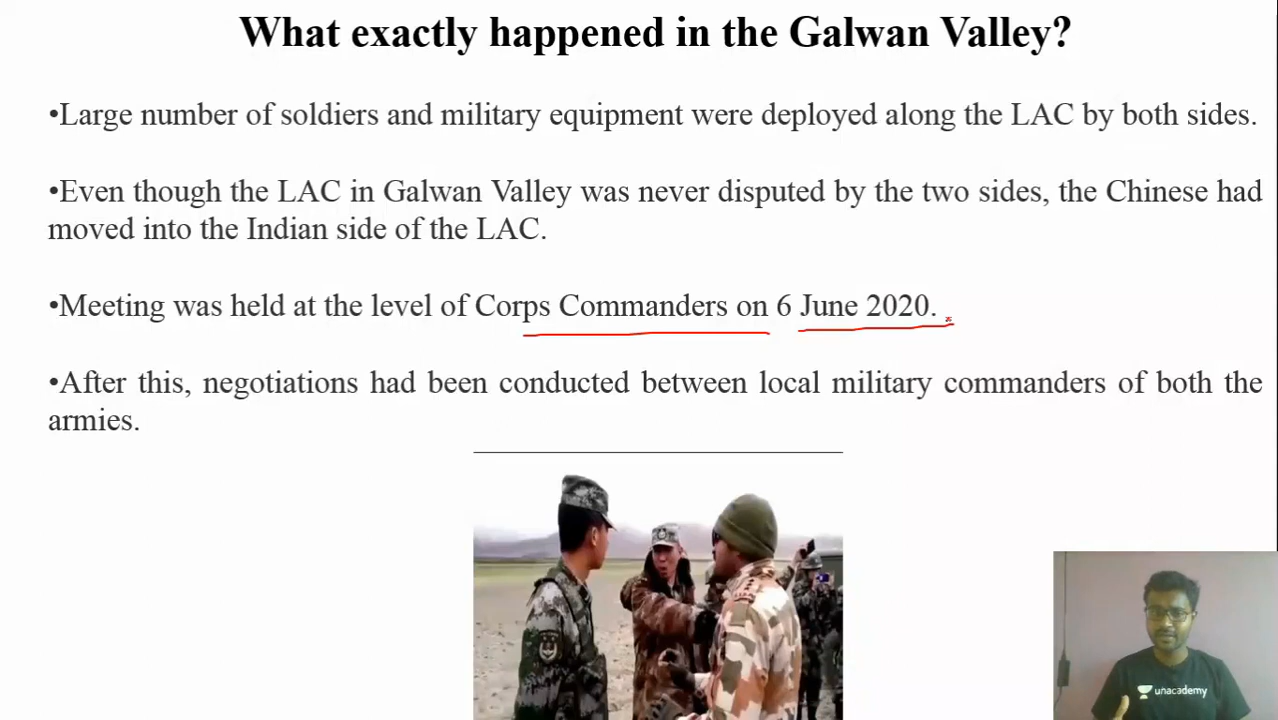 What exactly happened in the Galwan Valley?
•Large number of soldiers and military equipment were deployed along the LAC by both sides.
•Even though the LAC in Galwan Valley was never disputed by the two sides, the Chinese had
moved into the Indian side of the LAC.
•Meeting was held at the level of Corps Commanders on 6 June 2020.
•After this, negotiations had been conducted between local military commanders of both the
armies.
unacademy